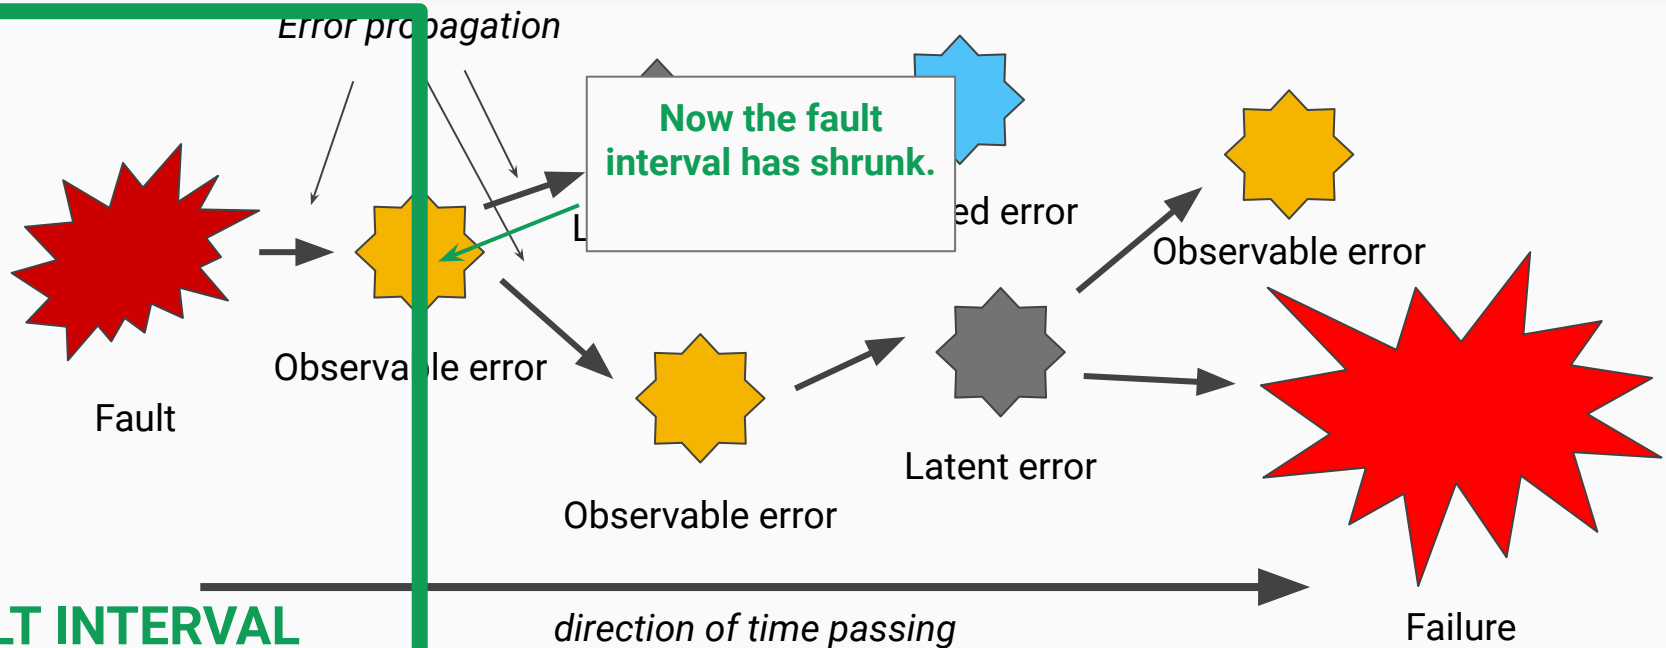 Error propagation
Now the fault
interval has shrunk.
L
ed error
Observable error
Observable error
Fault
Latent error
Observable error
LT INTERVAL
direction of time passing
Failure